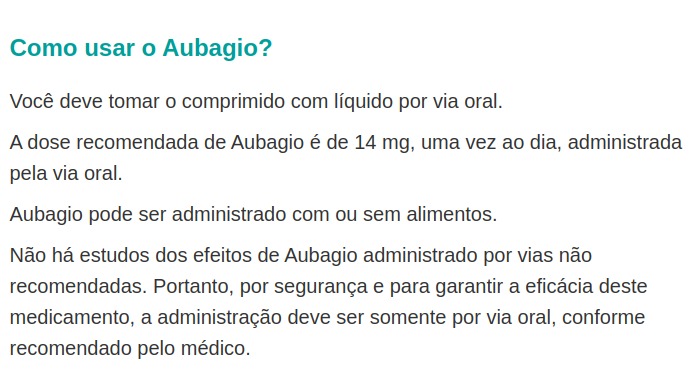 Como usar o Aubagio?
Você deve tomar o comprimido com líquido por via oral.
A dose recomendada de Aubagio é de 14 mg, uma vez ao dia, administrada
pela via oral.
Aubagio pode ser administrado com ou sem alimentos.
Não há estudos dos efeitos de Aubagio administrado por vias não
recomendadas. Portanto, por segurança e para garantir a eficácia deste
medicamento, a administração deve ser somente por via oral, conforme
recomendado pelo médico.